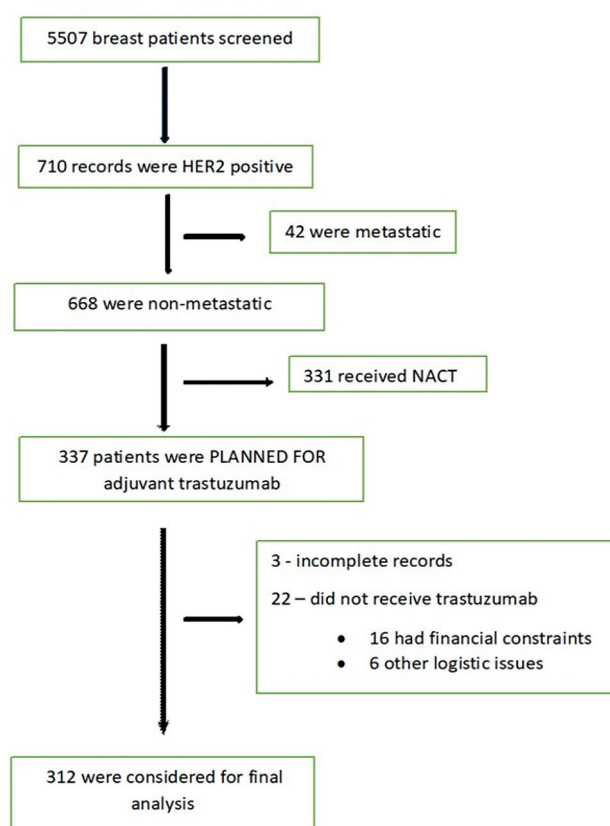 5507 breast patients screened
710 records were HER2 positive
42 were metastatic
668 were non-metastatic
331 received NACT
337 patients were PLANNED FOR
adjuvant trastuzumab
3 - incomplete records
22 – did not receive trastuzumab
• 16 had financial constraints
• 6 other logistic issues
312 were considered for final
analysis